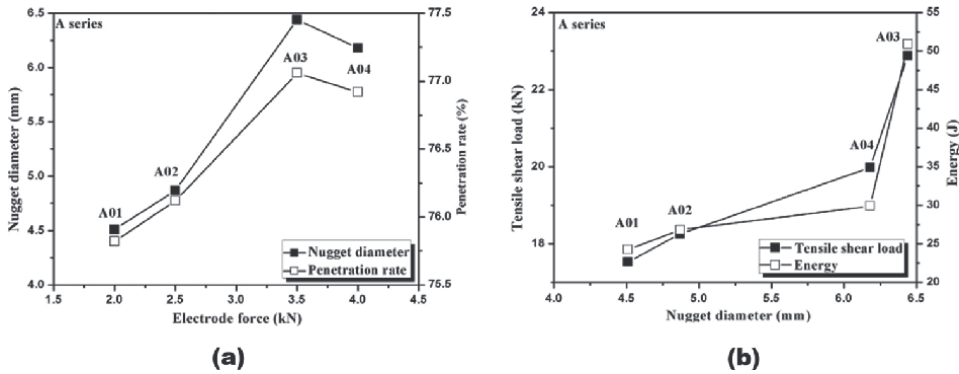 A series
6.5
6.0
5.5
5.0
4.5
4.0
Nugget diameter (mm)
77.5
77.0
76.5
76.0
75.5
Penetration rate (%)
A01
A02
A03
A04
Nugget diameter
Penetration rate
1.5 2.0 2.5 3.0 3.5 4.0 4.5
Electrode force (kN)
(a)
A series
24
22
20
18
Tensile shear load (kN)
55
50
45
40
35
30
25
20
Energy (J)
A01
A02
A04
A03
Tensile shear load
Energy
4.0 4.5 5.0 5.5 6.0 6.5
Nugget diameter (mm)
(b)